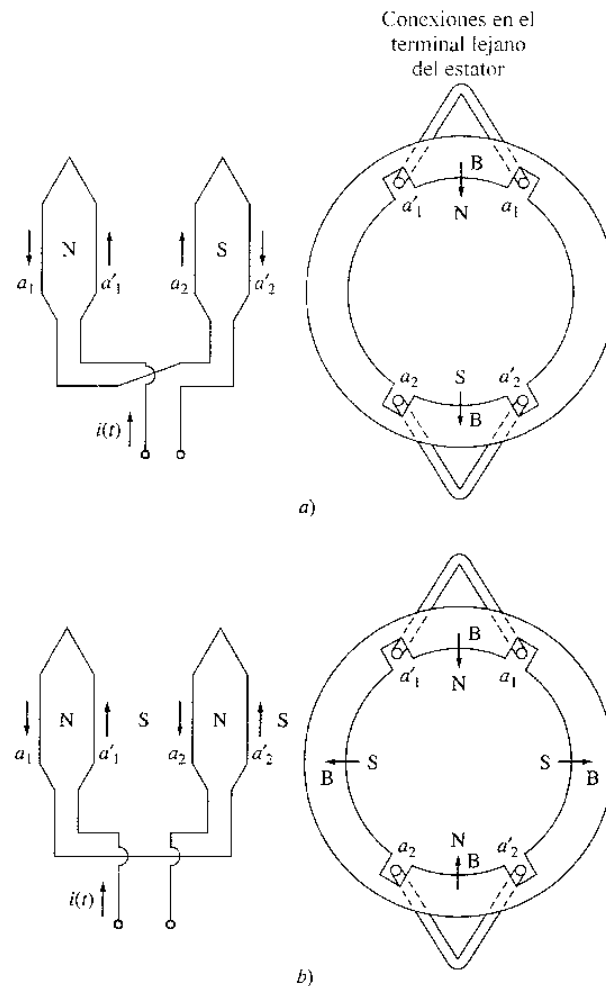 Conexiones en el
terminal lejano
del estator
B
N
a'1
a1
N
S
a1
a'1
a2
a'2
a2
S
a'2
B
i(t)
a)
B
N
a'1
a1
N
S
N
S
a1
a'1
a2
a'2
B
S
S
B
a2
N
a'2
B
i(t)
b)